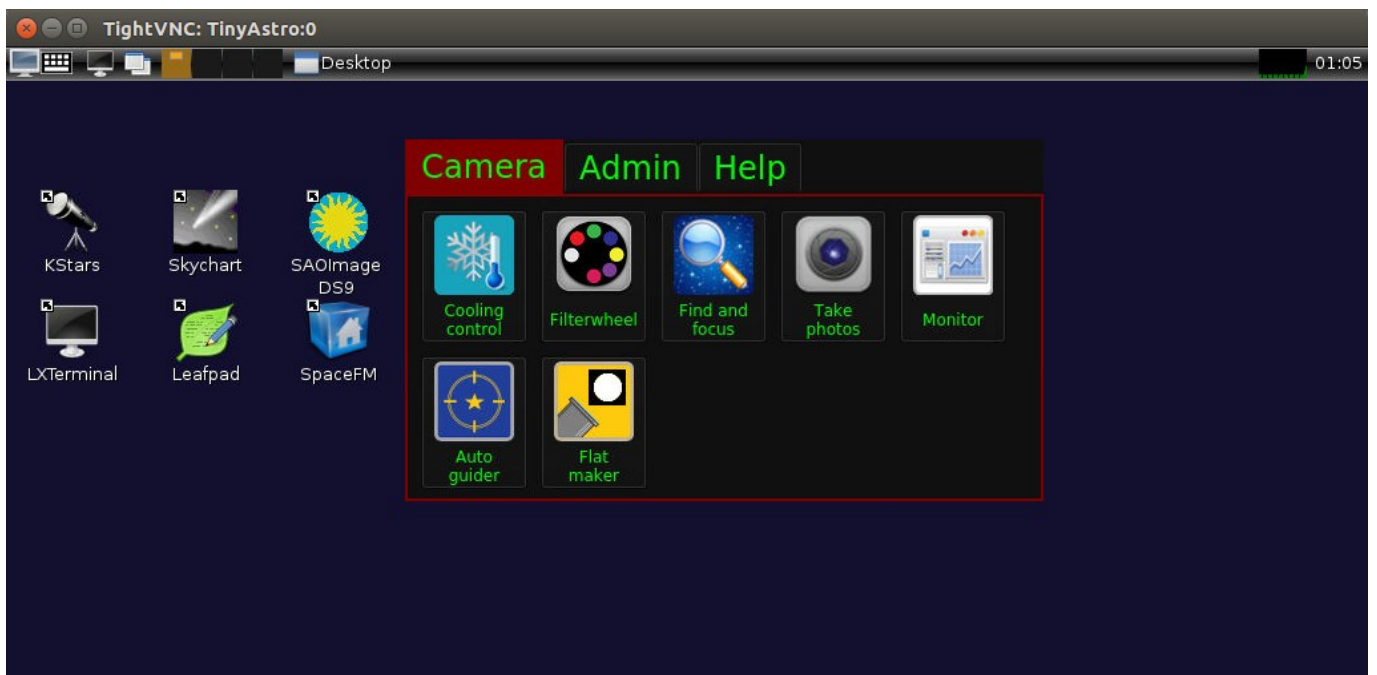 TightVNC: TinyAstro:0
Desktop
01:05
Camera
Admin
Help
KStars
Skychart
SAOImage
DS9
LXTerminal
Leafpad
SpaceFM
Cooling
control
Filterwheel
Find and
focus
Take
photos
Monitor
Auto
guider
Flat
maker